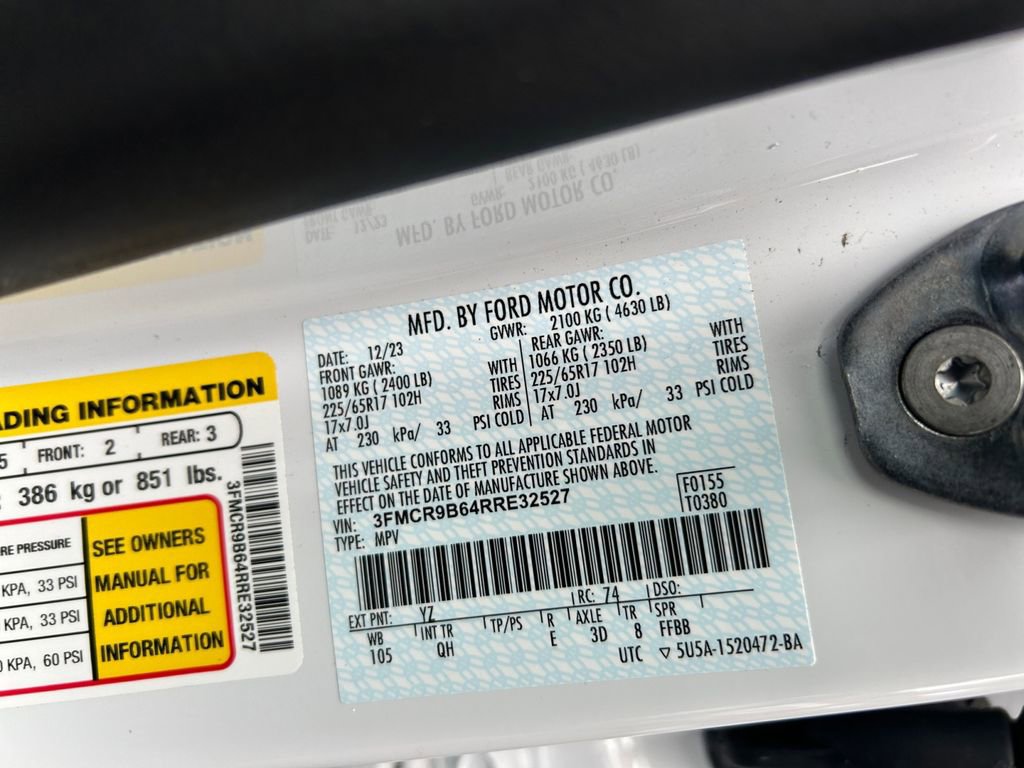 MFD. BY FORD MOTOR CO.
DATE: 12/23 GVWR: 2100 KG ( 4630 LB)
FRONT GAWR: REAR GAWR:
1089 KG ( 2400 LB) WITH 1066 KG ( 2350 LB) WITH
225/65R17 102H TIRES 225/65R17 102H TIRES
17x7.0J RIMS 17x7.0J RIMS
AT 230 kPa/ 33 PSI COLD AT 230 kPa/ 33 PSI COLD
THIS VEHICLE CONFORMS TO ALL APPLICABLE FEDERAL MOTOR
VEHICLE SAFETY AND THEFT PREVENTION STANDARDS IN
EFFECT ON THE DATE OF MANUFACTURE SHOWN ABOVE.
VIN: 3FMCR9B64RRE32527 F0155
TYPE: MPV T0380
EXT PNT: YZ RC: 74 DSO:
WB INT TR TP/PS R AXLE TR SPR
105 QH E 3D 8 FFBB
UTC ▽ 5U5A-1520472-BA
ADING INFORMATION
5 FRONT: 2 REAR: 3
386 kg or 851 lbs.
RE PRESSURE
KPA, 33 PSI
KPA, 33 PSI
0 KPA, 60 PSI
SEE OWNERS
MANUAL FOR
ADDITIONAL
INFORMATION
3FMCR9B64RRE32527